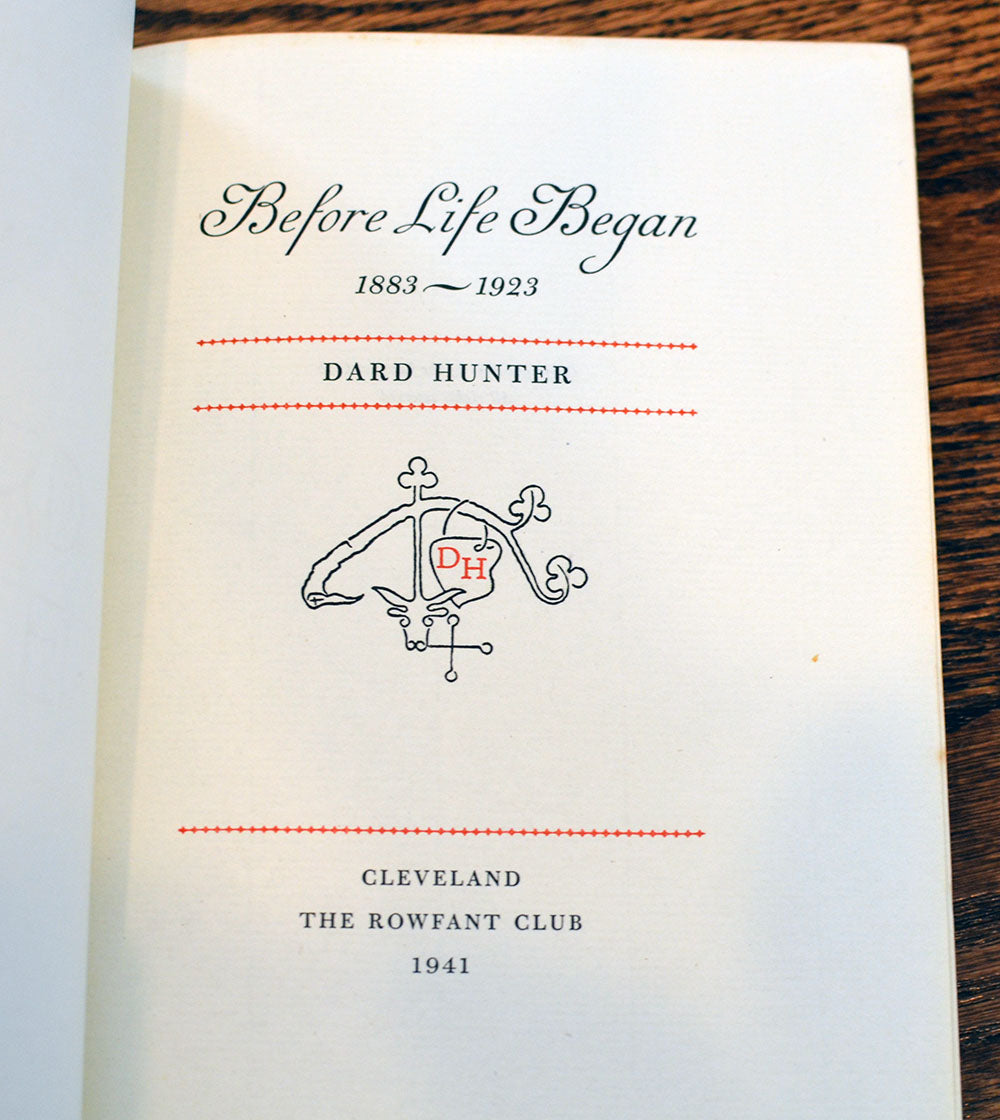 Before Life Began
1883~1923
DARD HUNTER
DH
CLEVELAND
THE ROWFANT CLUB
1941